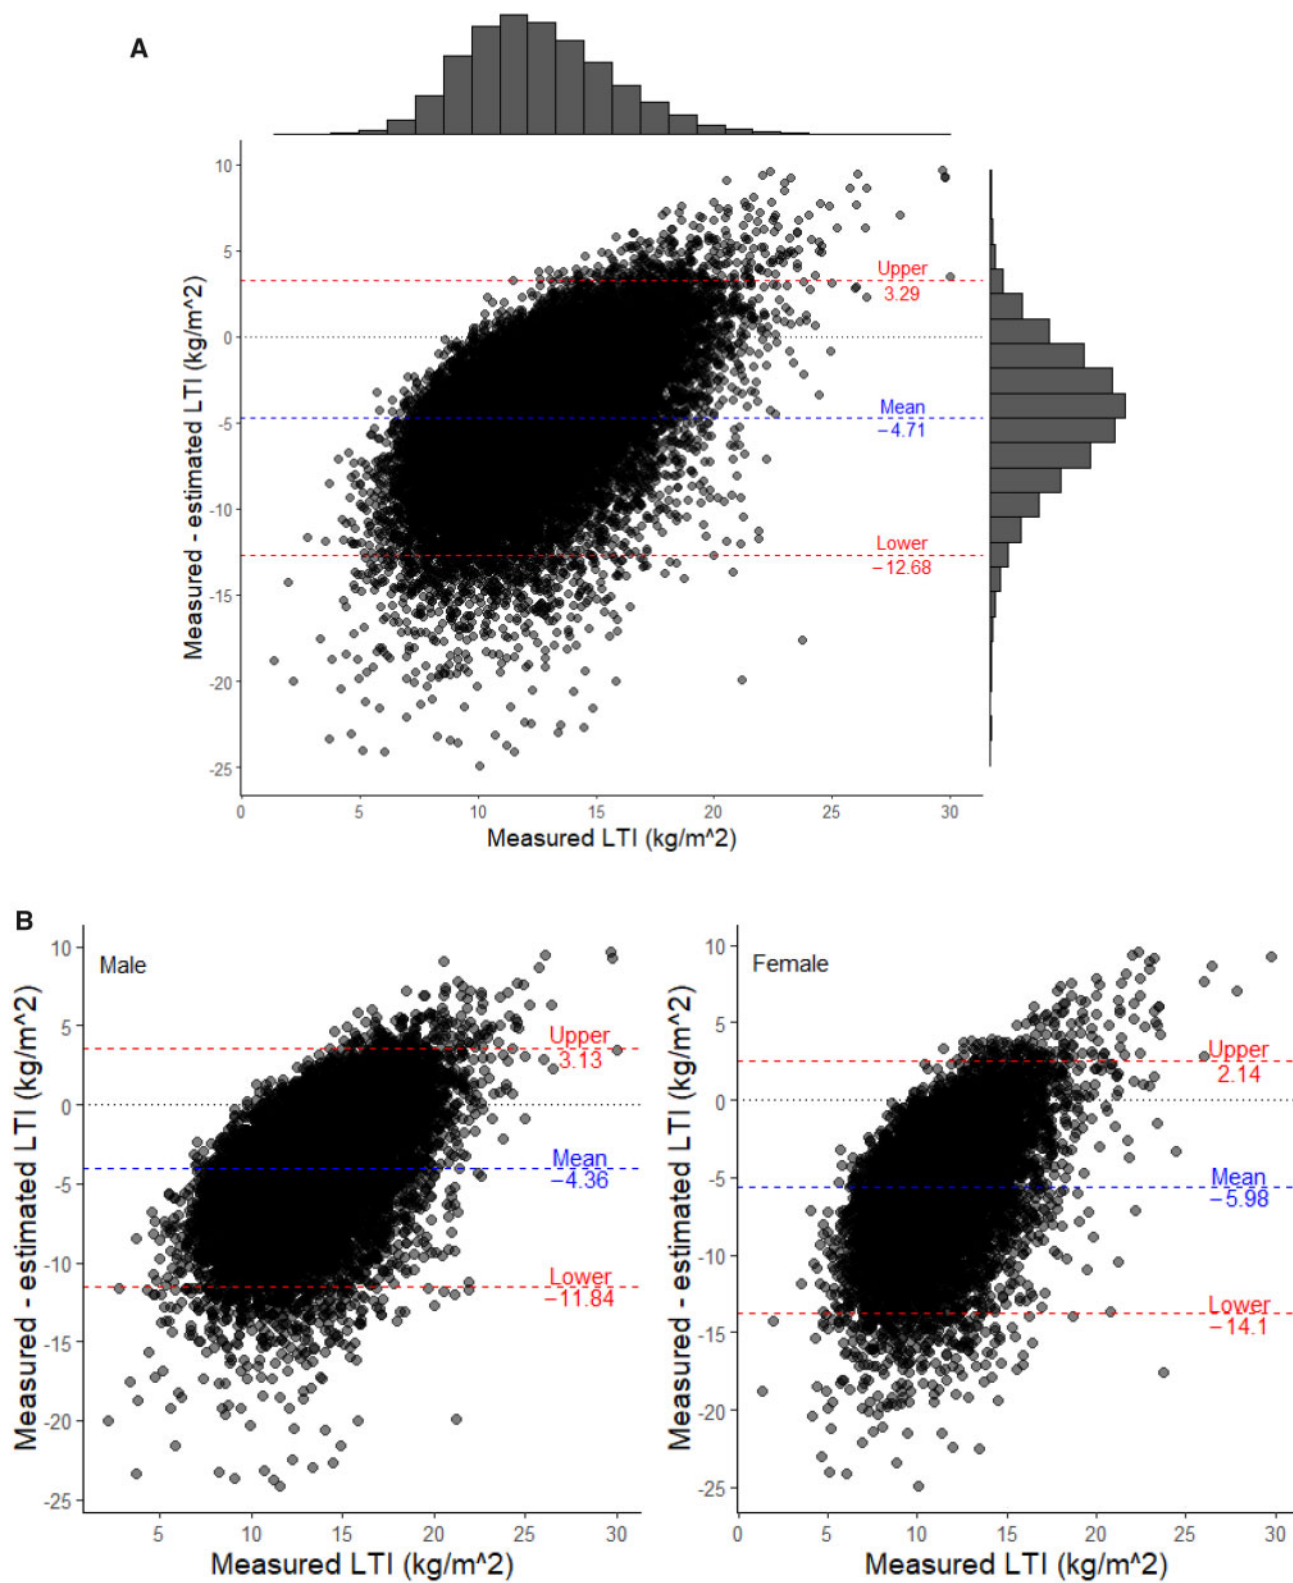 A
10
5
0
-5
-10
-15
-20
-25
Measured - estimated LTI (kg/m^2)
Upper
3.29
Mean
−4.71
Lower
−12.68
0
5
10
15
20
25
30
Measured LTI (kg/m^2)
B
Male
10
5
0
-5
-10
-15
-20
-25
Measured - estimated LTI (kg/m^2)
Upper
3.13
Mean
−4.36
Lower
−11.84
5
10
15
20
25
30
Measured LTI (kg/m^2)
Female
10
5
0
-5
-10
-15
-20
-25
Measured - estimated LTI (kg/m^2)
Upper
2.14
Mean
−5.98
Lower
−14.1
0
5
10
15
20
25
30
Measured LTI (kg/m^2)